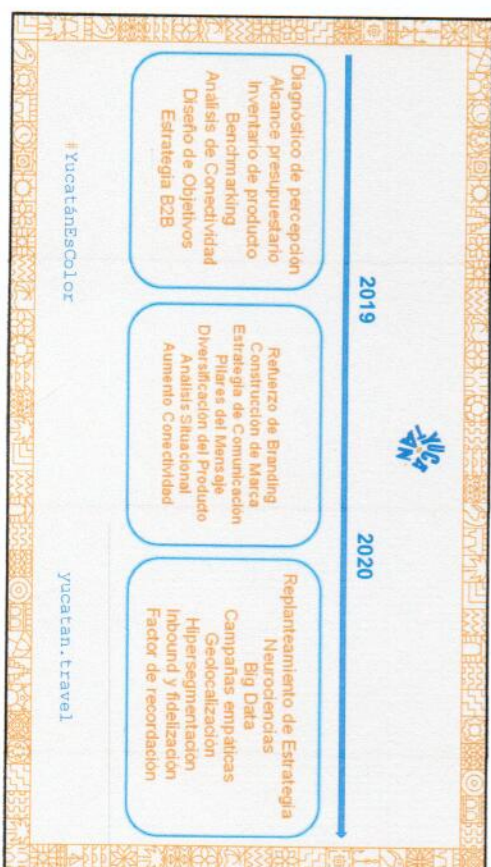 YUCATÁN
2019
2020
Diagnóstico de percepción
Alcance presupuestario
Inventario de producto
Benchmarking
Análisis de Conectividad
Diseño de Objetivos
Estrategia B2B
Refuerzo de Branding
Construcción de Marca
Estrategia de Comunicación
Pilares del Mensaje
Diversificación del Producto
Análisis Situacional
Aumento Conectividad
Replanteamiento de Estrategia
Neurociencias
Big Data
Campañas empáticas
Geolocalización
Hipersegmentación
Inbound y fidelización
Factor de recordación
#YucatánEsColor
yucatan.travel